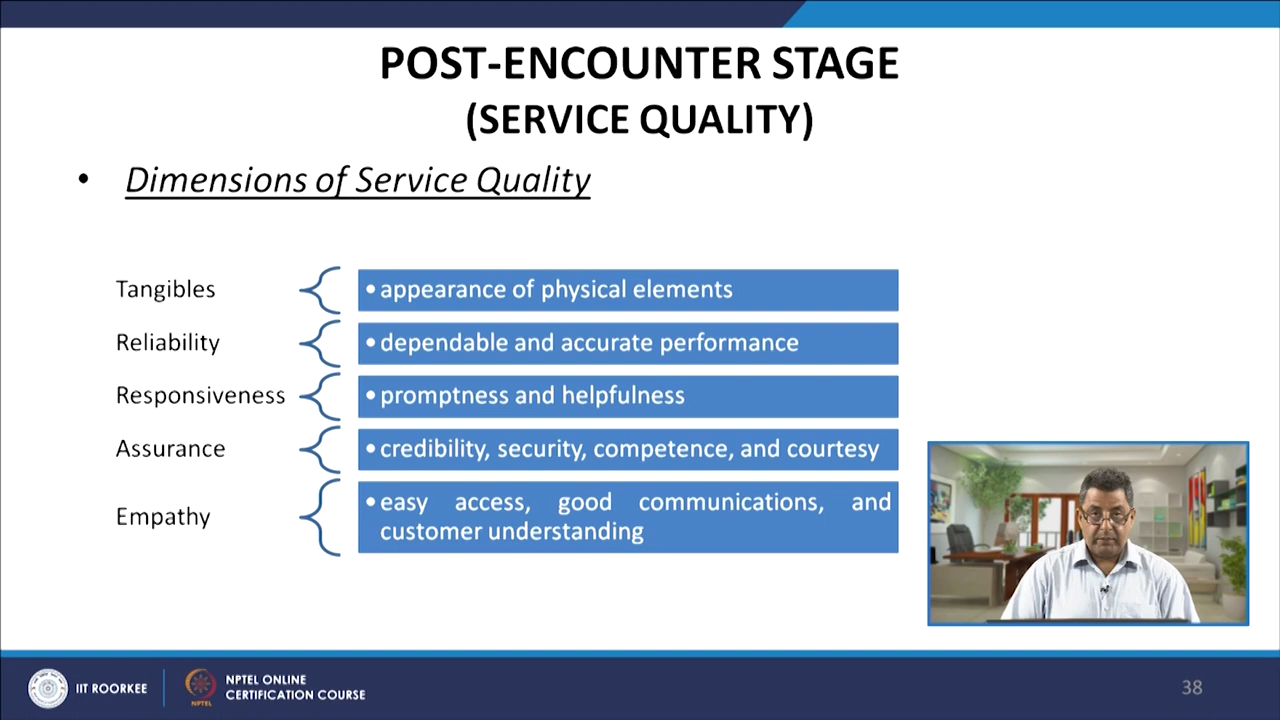 POST-ENCOUNTER STAGE
(SERVICE QUALITY)
• Dimensions of Service Quality
Tangibles
• appearance of physical elements
Reliability
• dependable and accurate performance
Responsiveness
• promptness and helpfulness
Assurance
• credibility, security, competence, and courtesy
Empathy
• easy access, good communications, and
customer understanding
IIT ROORKEE
NPTEL
NPTEL ONLINE
CERTIFICATION COURSE
38